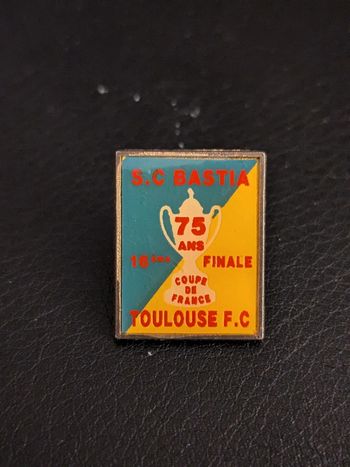 S.C BASTIA
75
ANS
16ème FINALE
COUPE
DE
FRANCE
TOULOUSE F.C